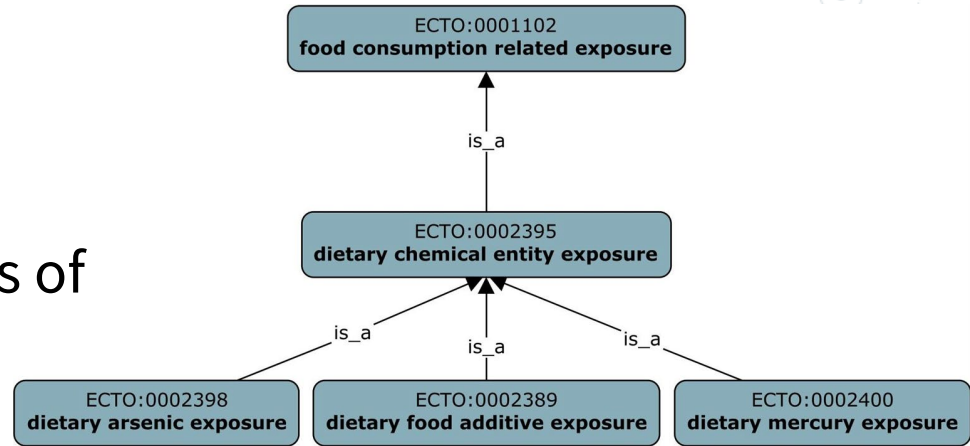 ECTO:0001102
food consumption related exposure
is_a
ECTO:0002395
dietary chemical entity exposure
s of
is_a
is_a
is_a
ECTO:0002398
dietary arsenic exposure
ECTO:0002389
dietary food additive exposure
ECTO:0002400
dietary mercury exposure